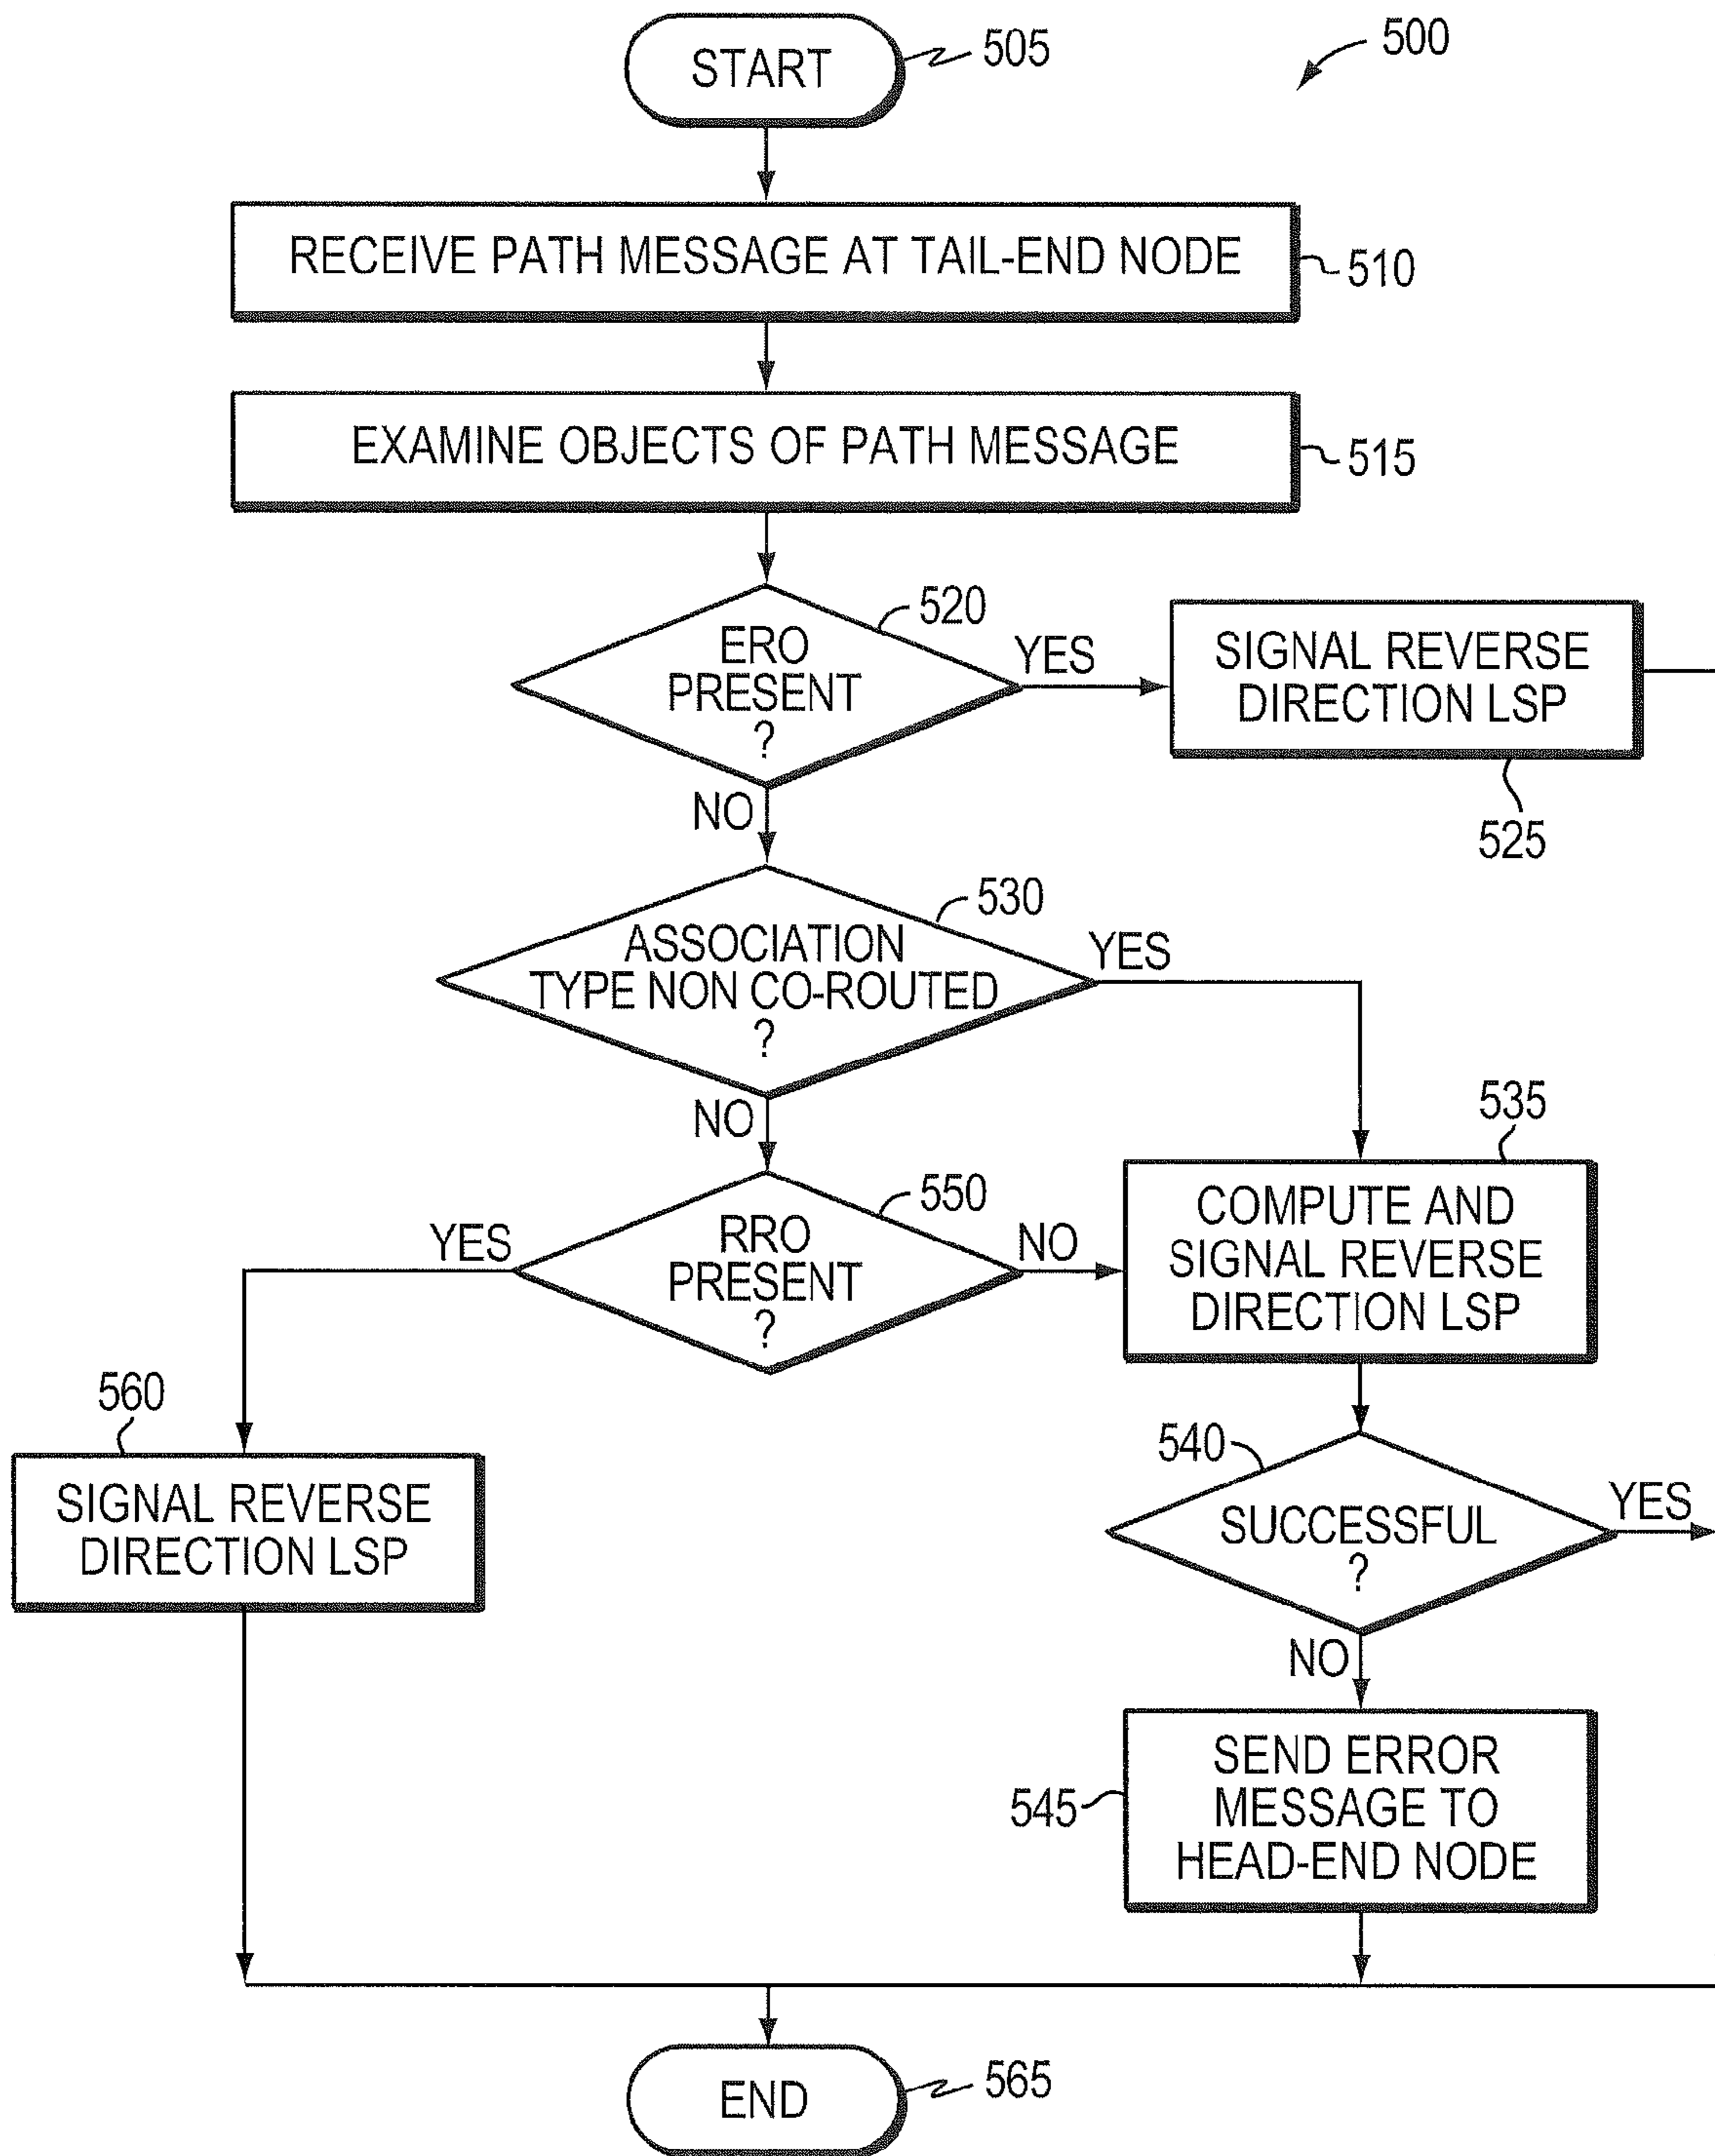 START
505
500
RECEIVE PATH MESSAGE AT TAIL-END NODE
510
EXAMINE OBJECTS OF PATH MESSAGE
515
520
ERO
PRESENT
?
YES
SIGNAL REVERSE
DIRECTION LSP
525
NO
530
ASSOCIATION
TYPE NON CO-ROUTED
?
YES
NO
535
COMPUTE AND
SIGNAL REVERSE
DIRECTION LSP
550
RRO
PRESENT
?
YES
NO
560
SIGNAL REVERSE
DIRECTION LSP
540
SUCCESSFUL
?
YES
NO
545
SEND ERROR
MESSAGE TO
HEAD-END NODE
END
565